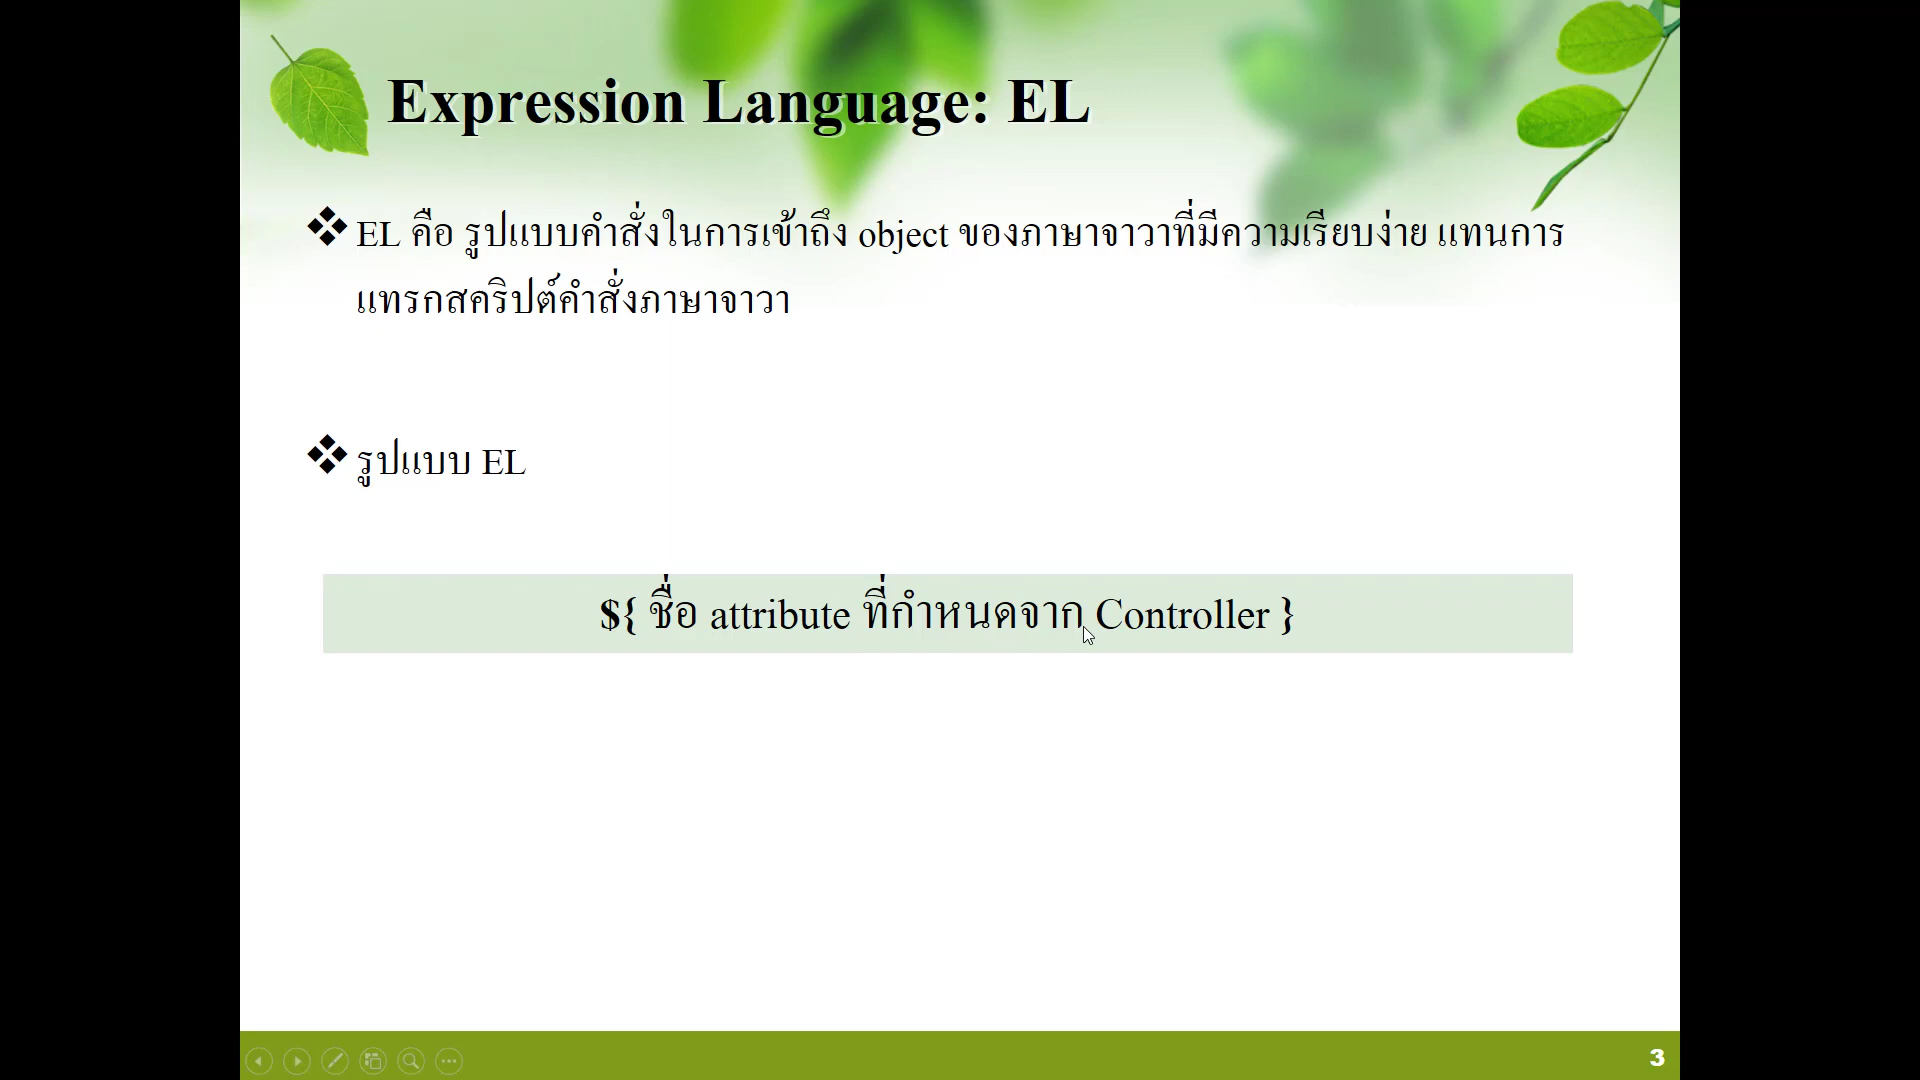 Expression Language: EL
❖ EL คือ รูปแบบคำสั่งในการเข้าถึง object ของภาษาจาวาที่มีความเรียบง่าย แทนการ
แทรกสคริปต์คำสั่งภาษาจาวา
❖ รูปแบบ EL
${ ชื่อ attribute ที่กำหนดจาก Controller }
3